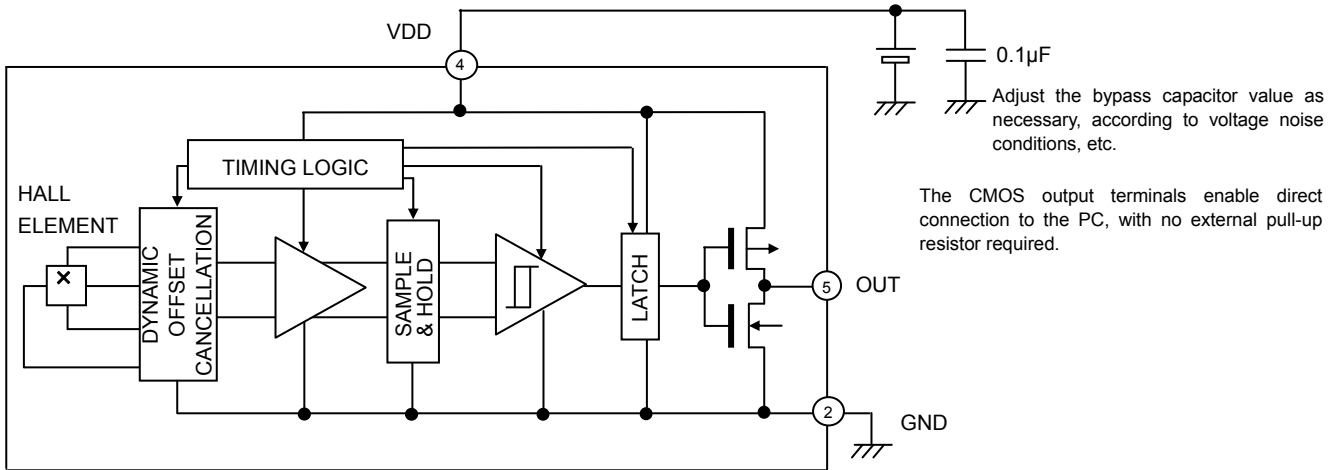 VDD
4
0.1µF
Adjust the bypass capacitor value as
necessary, according to voltage noise
conditions, etc.
TIMING LOGIC
The CMOS output terminals enable direct
connection to the PC, with no external pull-up
resistor required.
HALL
ELEMENT
×
DYNAMIC
OFFSET
CANCELLATION
SAMPLE
& HOLD
LATCH
5
OUT
2
GND